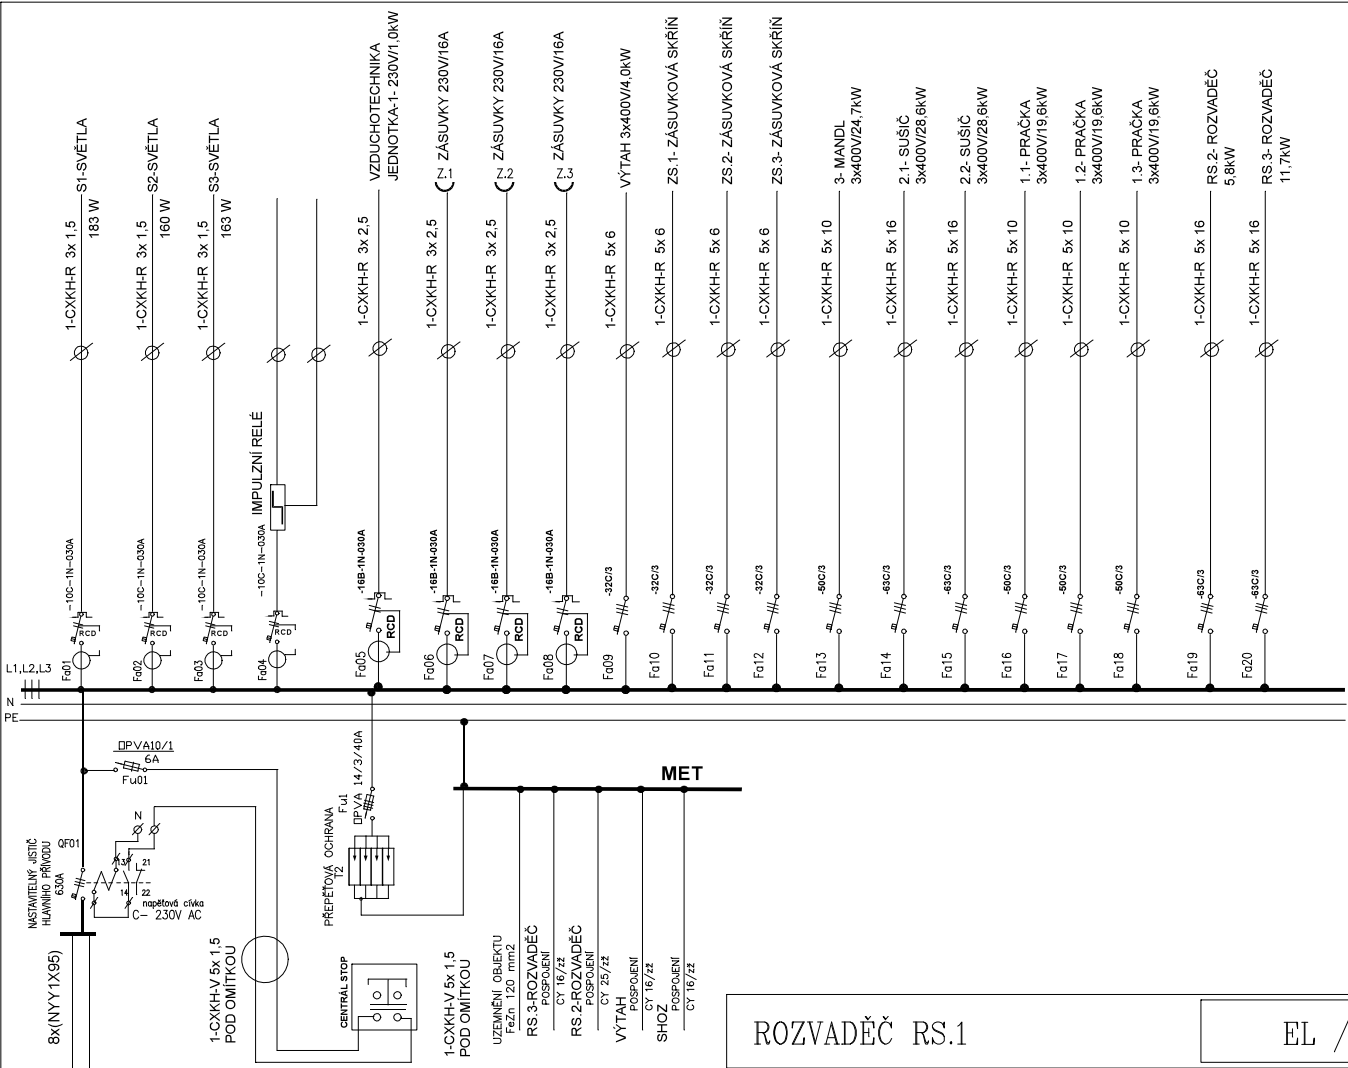 S1-SVĚTLA
183 W
1-CXKH-R 3x 1,5
S2-SVĚTLA
160 W
1-CXKH-R 3x 1,5
S3-SVĚTLA
163 W
1-CXKH-R 3x 1,5
IMPULZNÍ RELÉ
VZDUCHOTECHNIKA
JEDNOTKA-1- 230V/1,0kW
1-CXKH-R 3x 2,5
Z.1 ZÁSUVKY 230V/16A
1-CXKH-R 3x 2,5
Z.2 ZÁSUVKY 230V/16A
1-CXKH-R 3x 2,5
Z.3 ZÁSUVKY 230V/16A
1-CXKH-R 3x 2,5
VÝTAH 3x400V/4,0kW
1-CXKH-R 5x 6
ZS.1- ZÁSUVKOVÁ SKŘÍŇ
1-CXKH-R 5x 6
ZS.2- ZÁSUVKOVÁ SKŘÍŇ
1-CXKH-R 5x 6
ZS.3- ZÁSUVKOVÁ SKŘÍŇ
1-CXKH-R 5x 6
3- MANDL
3x400V/24,7kW
1-CXKH-R 5x 10
2.1- SUŠIČ
3x400V/28,6kW
1-CXKH-R 5x 16
2.2- SUŠIČ
3x400V/28,6kW
1-CXKH-R 5x 16
1.1- PRAČKA
3x400V/19,6kW
1-CXKH-R 5x 10
1.2- PRAČKA
3x400V/19,6kW
1-CXKH-R 5x 10
1.3- PRAČKA
3x400V/19,6kW
1-CXKH-R 5x 10
RS.2- ROZVADĚČ
5,8kW
1-CXKH-R 5x 16
RS.3- ROZVADĚČ
11,7kW
1-CXKH-R 5x 16
-10C-1N-030A
RCD
Fa01
-10C-1N-030A
RCD
Fa02
-10C-1N-030A
RCD
Fa03
-10C-1N-030A
RCD
Fa04
-16B-1N-030A
RCD
Fa05
-16B-1N-030A
RCD
Fa06
-16B-1N-030A
RCD
Fa07
-16B-1N-030A
RCD
Fa08
-32C/3
Fa09
-32C/3
Fa10
-32C/3
Fa11
-32C/3
Fa12
-50C/3
Fa13
-63C/3
Fa14
-63C/3
Fa15
-50C/3
Fa16
-50C/3
Fa17
-50C/3
Fa18
-63C/3
Fa19
-63C/3
Fa20
L1,L2,L3
N
PE
OPVA10/1
6A
Fu01
N
QF01
NASTAVITELNÝ JISTIČ
HLAVNÍHO PŘÍVODU
630A
13
21
14
22
napěťová cívka
C- 230V AC
8x(NYY1X95)
1-CXKH-V 5x 1,5
POD OMÍTKOU
Fu1
OPVA 14/3/40A
PŘEPĚŤOVÁ OCHRANA
T2
CENTRÁL STOP
1-CXKH-V 5x 1,5
POD OMÍTKOU
MET
UZEMNĚNÍ OBJEKTU
FeZn 120 mm2
RS.3-ROZVADĚČ
POSPOJENÍ
CY 16/zž
RS.2-ROZVADĚČ
POSPOJENÍ
CY 25/zž
VÝTAH
POSPOJENÍ
CY 16/zž
SHOZ
POSPOJENÍ
CY 16/zž
ROZVADĚČ RS.1
EL /